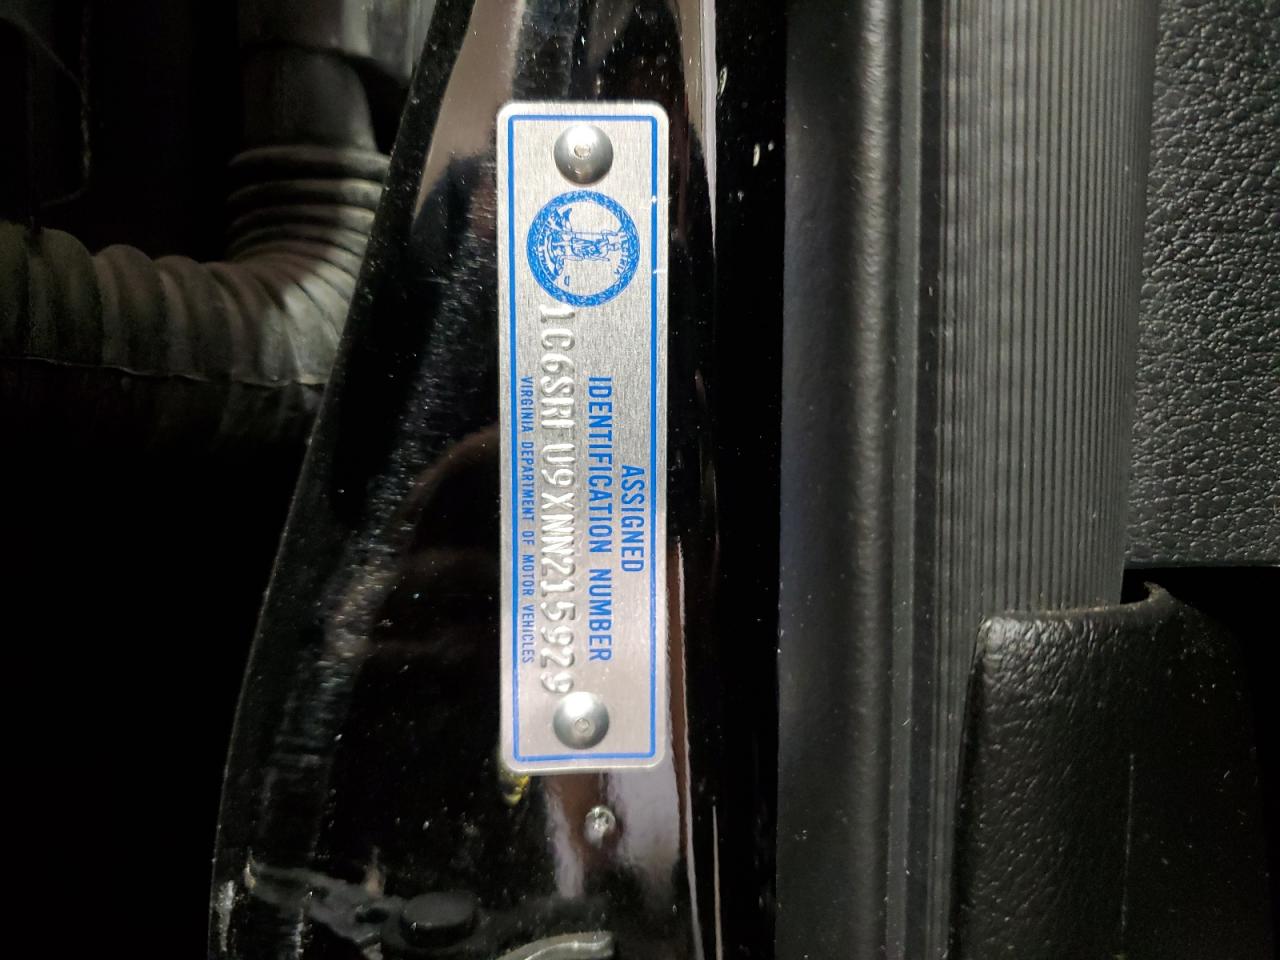 ASSIGNED
IDENTIFICATION NUMBER
1C6SRFU9XNN215929
VIRGINIA DEPARTMENT OF MOTOR VEHICLES